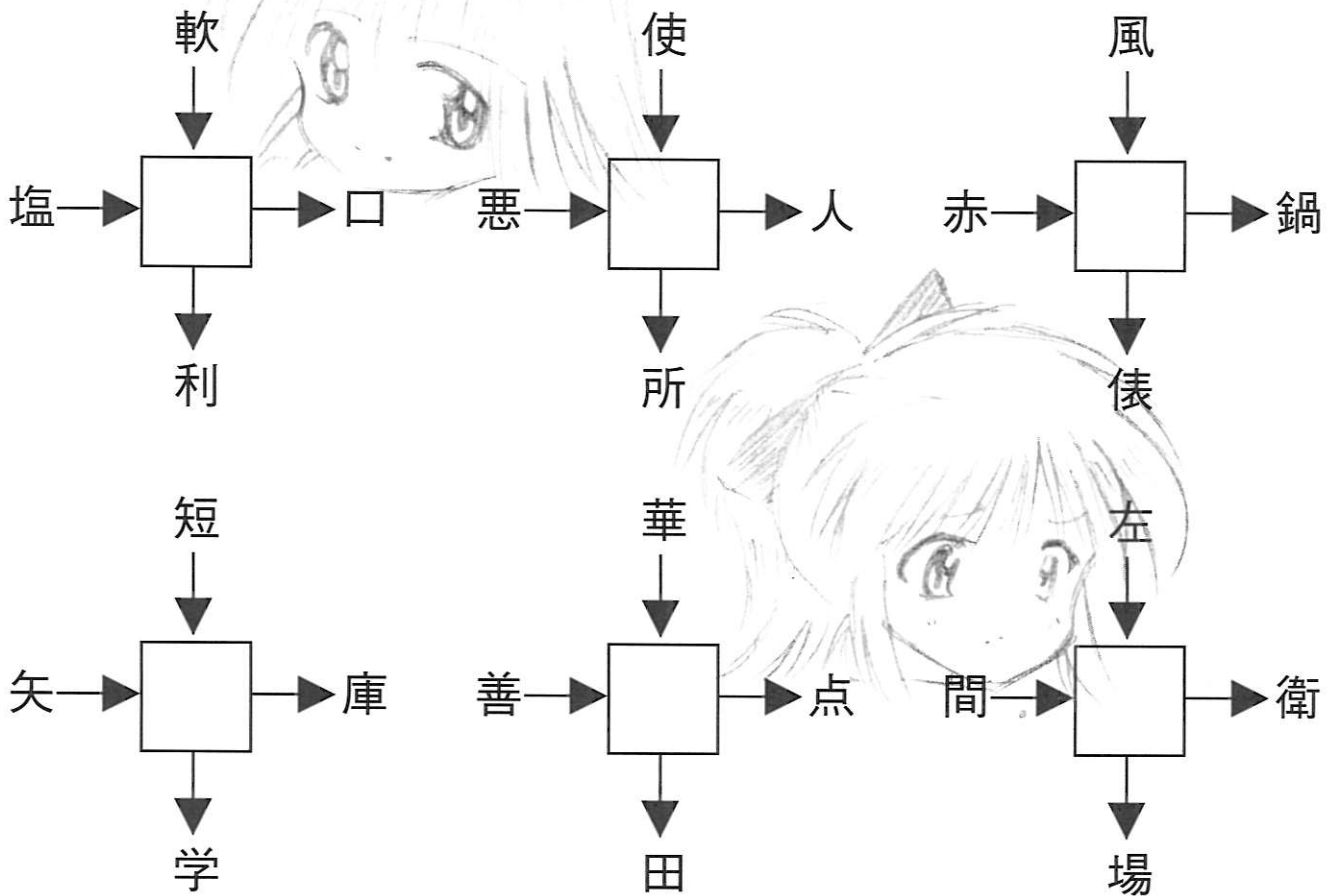 軟 使 風
塩 口 悪 人 赤 鍋
利 所 俵
短 華 左
矢 庫 善 点 間 衛
学 田 場